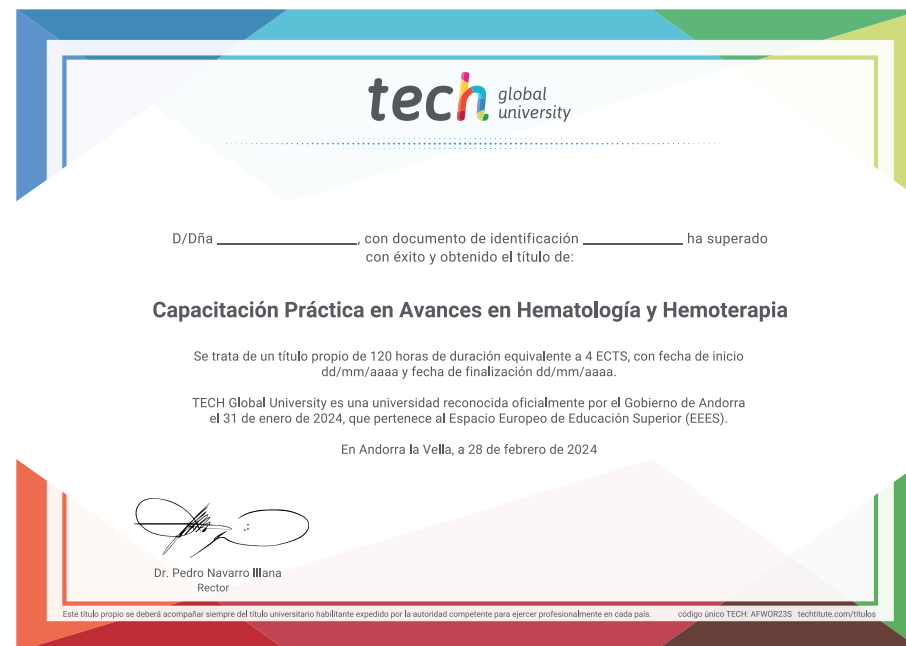 tech global university
D/Dña ____________________, con documento de identificación ______________ ha superado
con éxito y obtenido el título de:
Capacitación Práctica en Avances en Hematología y Hemoterapia
Se trata de un título propio de 120 horas de duración equivalente a 4 ECTS, con fecha de inicio
dd/mm/aaaa y fecha de finalización dd/mm/aaaa.
TECH Global University es una universidad reconocida oficialmente por el Gobierno de Andorra
el 31 de enero de 2024, que pertenece al Espacio Europeo de Educación Superior (EEES).
En Andorra la Vella, a 28 de febrero de 2024
Dr. Pedro Navarro Illana
Rector
Este título propio se deberá acompañar siempre del título universitario habilitante expedido por la autoridad competente para ejercer profesionalmente en cada país. código único TECH: AFWOR23S techtitute.com/titulos